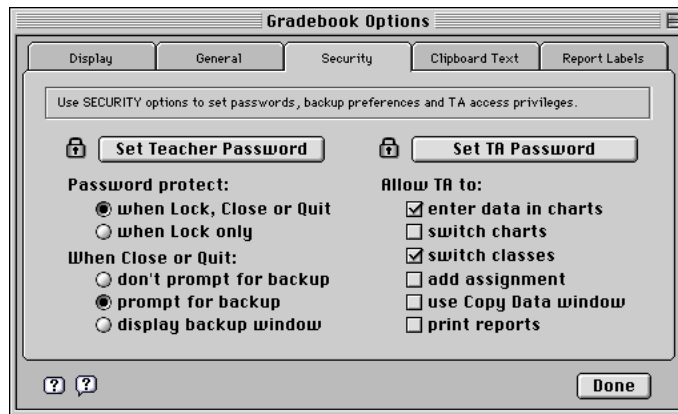 Gradebook Options
Display General Security Clipboard Text Report Labels
Use SECURITY options to set passwords, backup preferences and TA access privileges.
Set Teacher Password
Password protect:
when Lock, Close or Quit
when Lock only
When Close or Quit:
don't prompt for backup
prompt for backup
display backup window
Set TA Password
Allow TA to:
enter data in charts
switch charts
switch classes
add assignment
use Copy Data window
print reports
? ?
Done